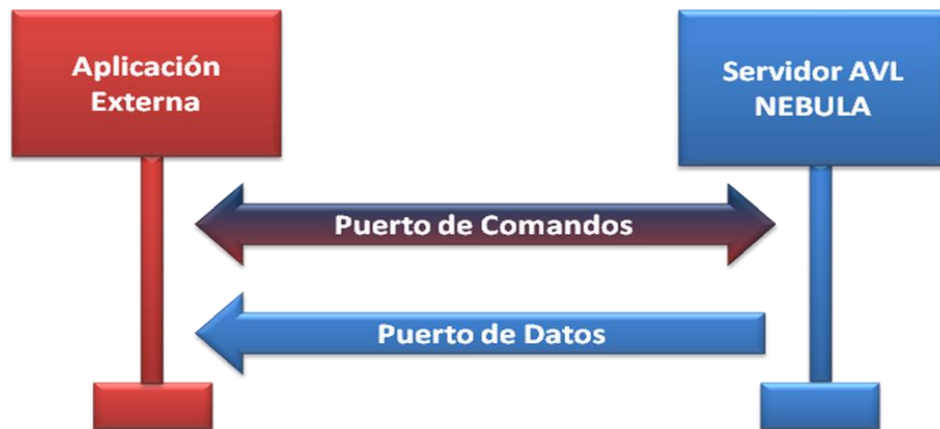 Aplicación
Externa
Servidor AVL
NEBULA
Puerto de Comandos
Puerto de Datos